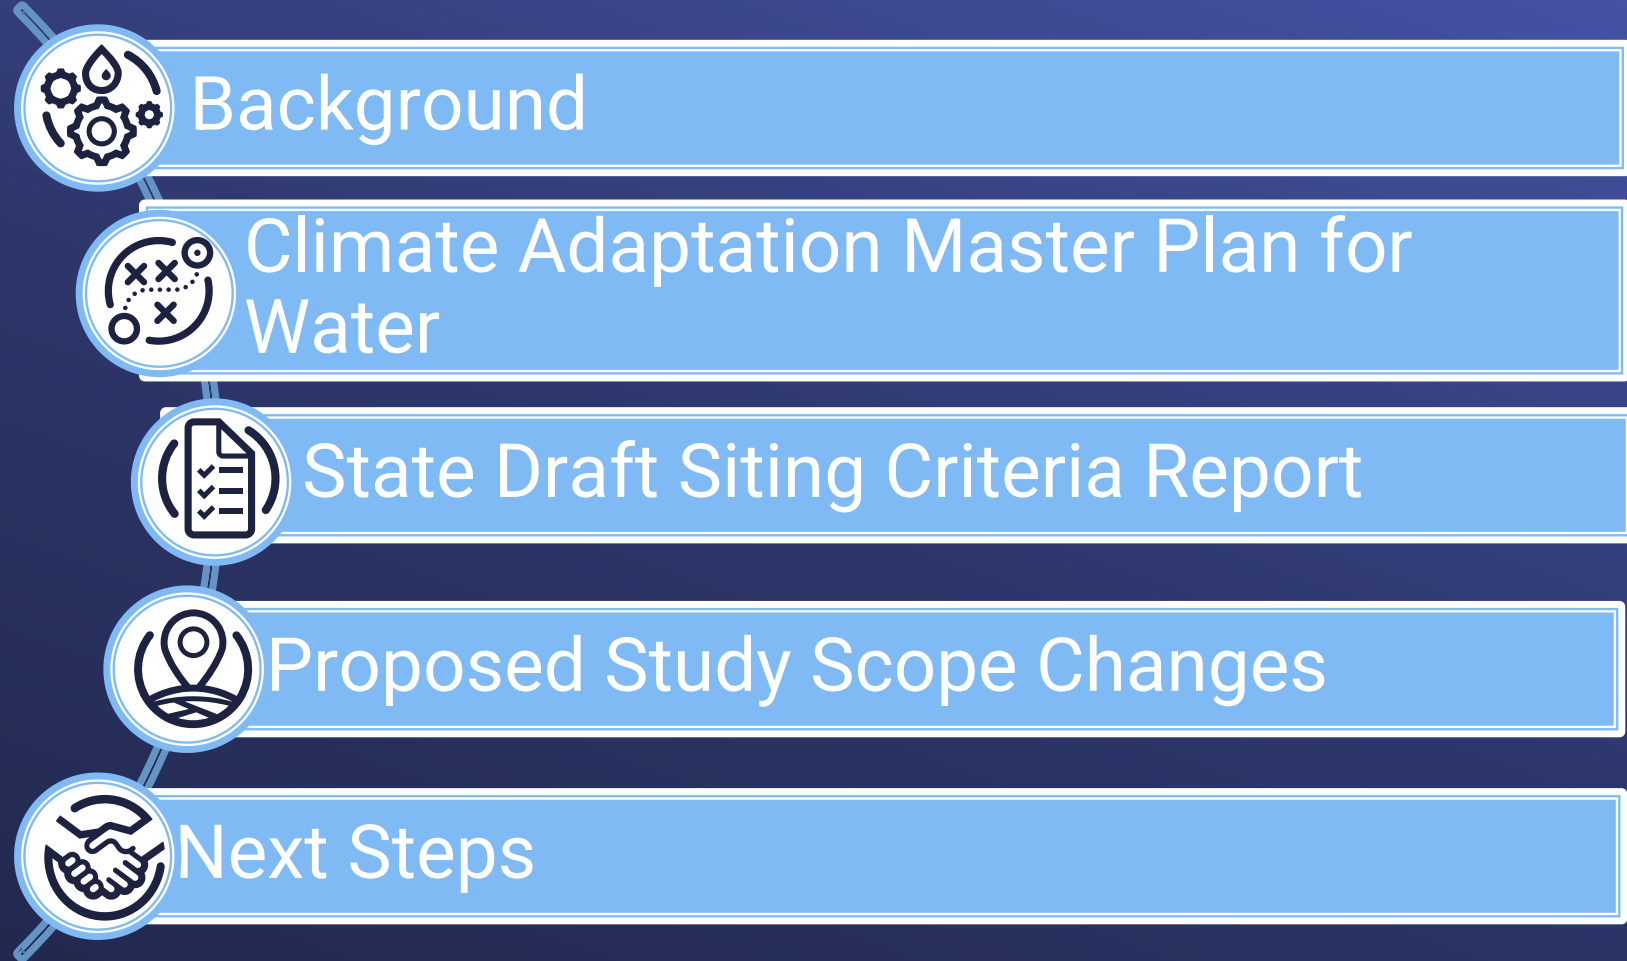 Background
Climate Adaptation Master Plan for
Water
State Draft Siting Criteria Report
Proposed Study Scope Changes
Next Steps